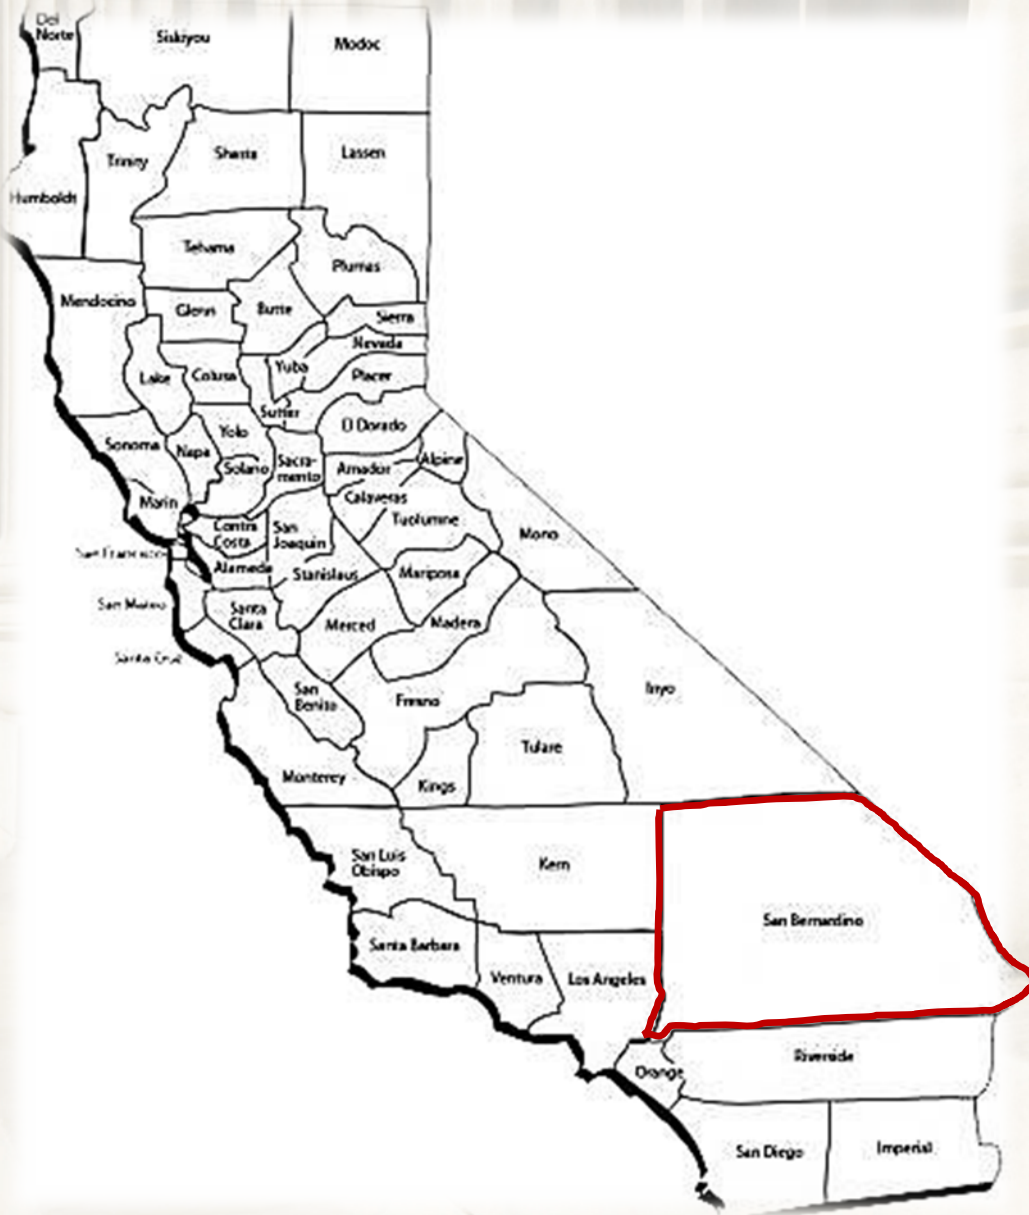 Del
Norte
Siskiyou
Modoc
Trinity
Shasta
Lassen
Humboldt
Tehama
Plumas
Mendocino
Glenn
Butte
Sierra
Nevada
Yuba
Placer
Lake
Colusa
Sutter
El Dorado
Yolo
Sonoma
Napa
Solano
Sacra-
mento
Amador
Alpine
Calaveras
Marin
Tuolumne
Contra
Costa
San
Joaquin
Mono
San Francisco
Alameda
Stanislaus
Mariposa
San Mateo
Santa
Clara
Merced
Madera
Santa Cruz
Inyo
San
Benito
Fresno
Tulare
Monterey
Kings
San Luis
Obispo
Kern
San Bernardino
Santa Barbara
Ventura
Los Angeles
Riverside
Orange
San Diego
Imperial